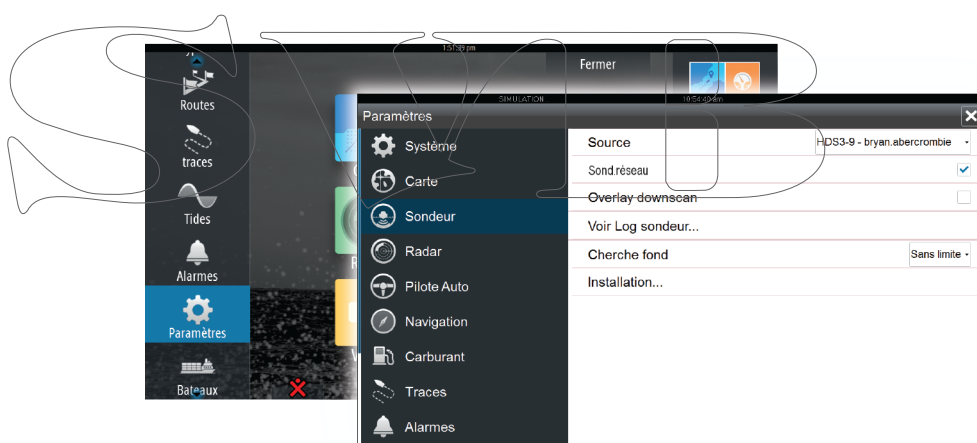 1:51:39 pm
Fermer
Routes
traces
Tides
Alarmes
Paramètres
Bateaux
SIMULATION
10:54:40 am
Paramètres
Système
Carte
Sondeur
Radar
Pilote Auto
Navigation
Carburant
Traces
Alarmes
Source
HDS3-9 - bryan.abercrombie
Sond.réseau
Overlay downscan
Voir Log sondeur...
Cherche fond
Sans limite
Installation...